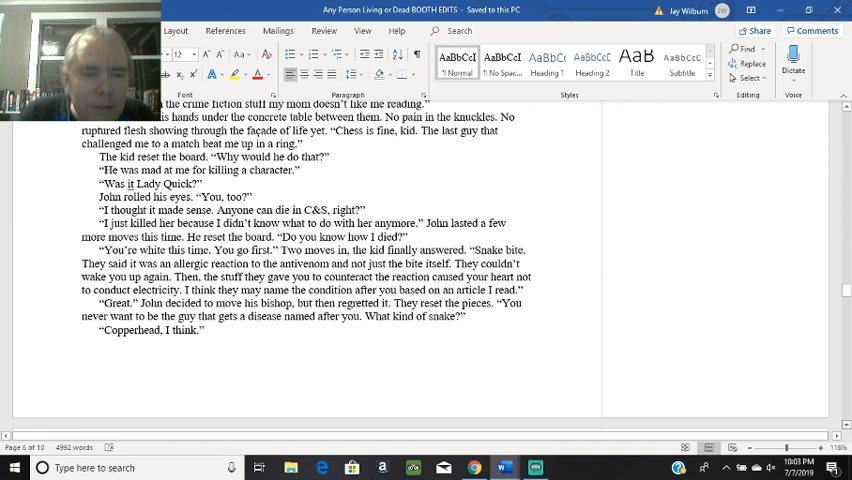 Any Person Living or Dead BOOTH EDITS - Saved to this PC
Jay Wilburn
JW
Layout References Mailings Review View Help Search
Share Comments
12
Find
Replace
Select
Dictate
AaBbCcI AaBbCcI AaBbC AaBbCc AaB AaBbCcC
¶ Normal ¶ No Spac... Heading 1 Heading 2 Title Subtitle
Paragraph Styles Editing Voice
the crime fiction stuff my mom doesn’t like me reading.”
is hands under the concrete table between them. No pain in the knuckles. No
ruptured flesh showing through the façade of life yet. “Chess is fine, kid. The last guy that
challenged me to a match beat me up in a ring.”
The kid reset the board. “Why would he do that?”
“He was mad at me for killing a character.”
“Was it Lady Quick?”
John rolled his eyes. “You, too?”
“I thought it made sense. Anyone can die in C&S, right?”
“I just killed her because I didn’t know what to do with her anymore.” John lasted a few
more moves this time. He reset the board. “Do you know how I died?”
“You’re white this time. You go first.” Two moves in, the kid finally answered. “Snake bite.
They said it was an allergic reaction to the antivenom and not just the bite itself. They couldn’t
wake you up again. Then, the stuff they gave you to counteract the reaction caused your heart not
to conduct electricity. I think they may name the condition after you based on an article I read.”
“Great.” John decided to move his bishop, but then regretted it. They reset the pieces. “You
never want to be the guy that gets a disease named after you. What kind of snake?”
“Copperhead, I think.”
Page 6 of 10 4992 words
116%
Type here to search
10:03 PM
7/7/2019